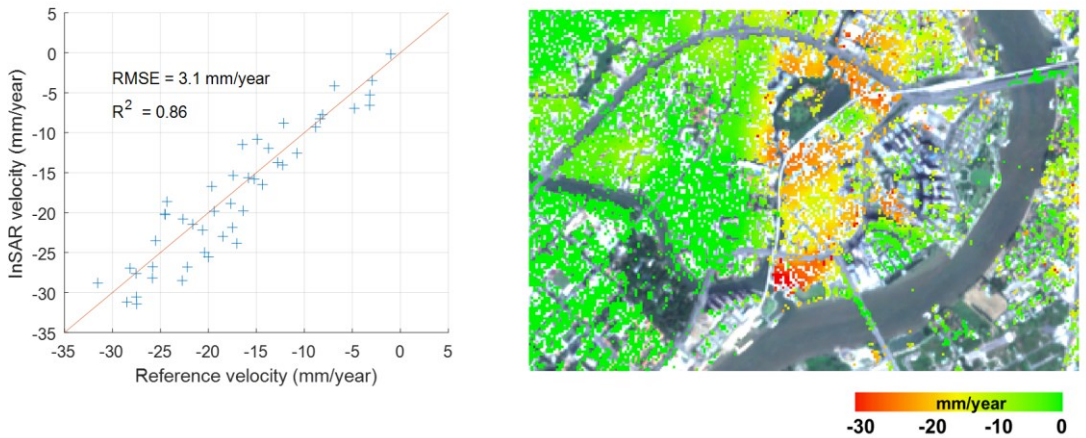 5
0
-5
-10
-15
-20
-25
-30
-35
InSAR velocity (mm/year)
RMSE = 3.1 mm/year
R2 = 0.86
-35 -30 -25 -20 -15 -10 -5 0 5
Reference velocity (mm/year)
mm/year
-30 -20 -10 0